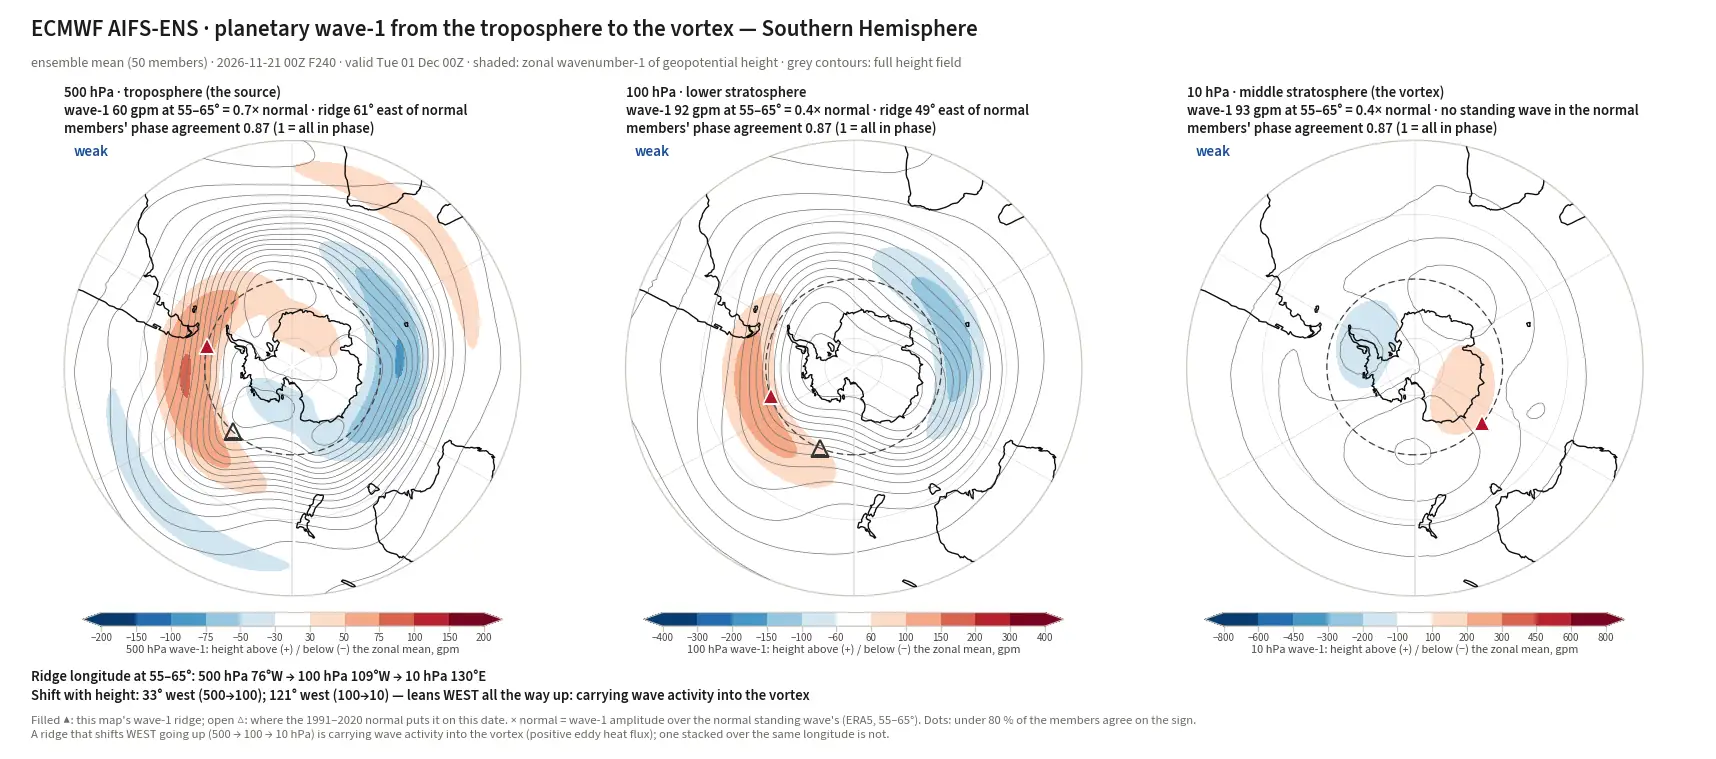 ECMWF AIFS-ENS · planetary wave-1 from the troposphere to the vortex — Southern Hemisphere
ensemble mean (50 members) · 2026-11-21 00Z F240 · valid Tue 01 Dec 00Z · shaded: zonal wavenumber-1 of geopotential height · grey contours: full height field
500 hPa · troposphere (the source)
wave-1 60 gpm at 55–65° = 0.7× normal · ridge 61° east of normal
members' phase agreement 0.87 (1 = all in phase)
weak
100 hPa · lower stratosphere
wave-1 92 gpm at 55–65° = 0.4× normal · ridge 49° east of normal
members' phase agreement 0.87 (1 = all in phase)
weak
10 hPa · middle stratosphere (the vortex)
wave-1 93 gpm at 55–65° = 0.4× normal · no standing wave in the normal
members' phase agreement 0.87 (1 = all in phase)
weak
−200 −150 −100 −75 −50 −30 30 50 75 100 150 200
500 hPa wave-1: height above (+) / below (−) the zonal mean, gpm
−400 −300 −200 −150 −100 −60 60 100 150 200 300 400
100 hPa wave-1: height above (+) / below (−) the zonal mean, gpm
−800 −600 −450 −300 −200 −100 100 200 300 450 600 800
10 hPa wave-1: height above (+) / below (−) the zonal mean, gpm
Ridge longitude at 55–65°: 500 hPa 76°W → 100 hPa 109°W → 10 hPa 130°E
Shift with height: 33° west (500→100); 121° west (100→10) — leans WEST all the way up: carrying wave activity into the vortex
Filled ▲: this map's wave-1 ridge; open △: where the 1991–2020 normal puts it on this date. × normal = wave-1 amplitude over the normal standing wave's (ERA5, 55–65°). Dots: under 80 % of the members agree on the sign.
A ridge that shifts WEST going up (500 → 100 → 10 hPa) is carrying wave activity into the vortex (positive eddy heat flux); one stacked over the same longitude is not.